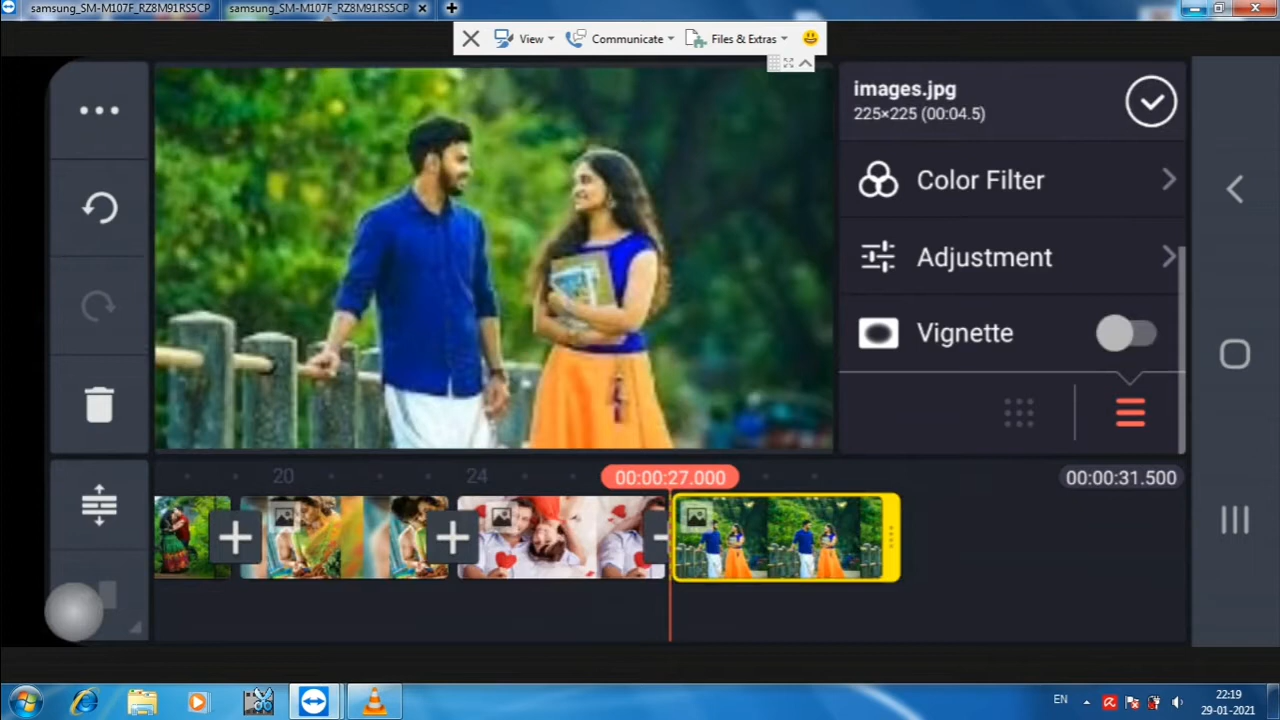 samsung_SM-M107F_RZ8M91RS5CP
samsung_SM-M107F_RZ8M91RS5CP
View
Communicate
Files & Extras
images.jpg
225×225 (00:04.5)
Color Filter
Adjustment
Vignette
20
24
00:00:27.000
00:00:31.500
EN
22:19
29-01-2021